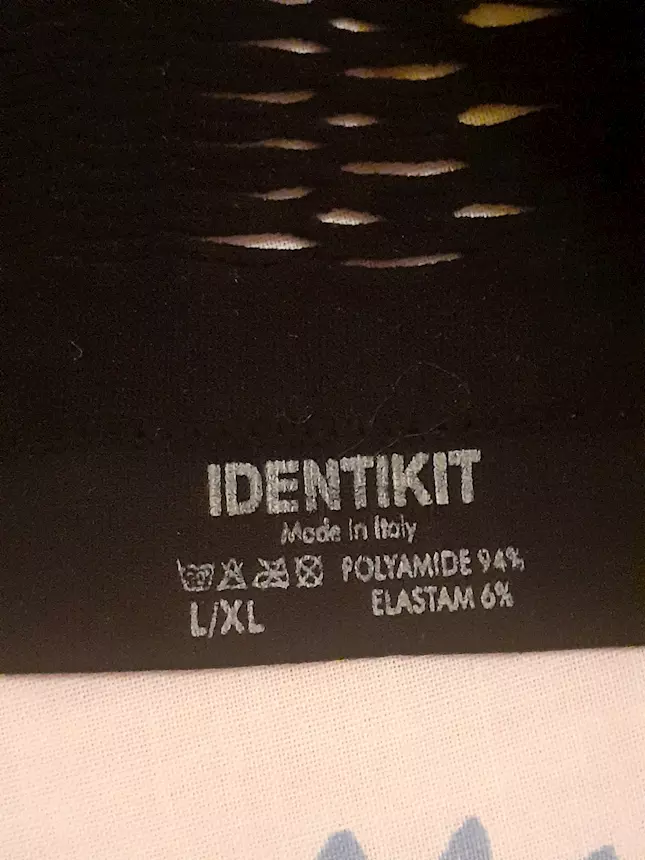 IDENTIKIT
Made In Italy
POLYAMIDE 94%
ELASTAM 6%
L/XL